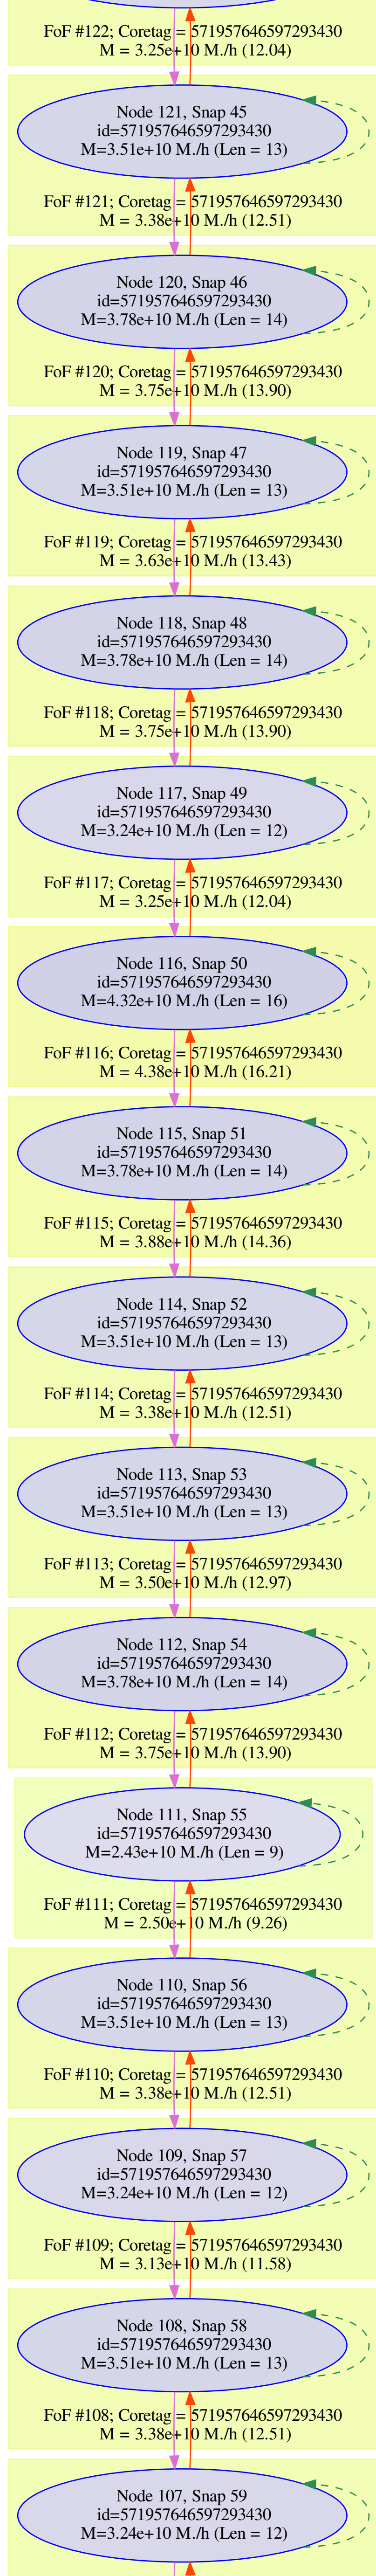 FoF #122; Coretag = 571957646597293430
M = 3.25e+10 M./h (12.04)
Node 121, Snap 45
id=571957646597293430
M=3.51e+10 M./h (Len = 13)
FoF #121; Coretag = 571957646597293430
M = 3.38e+10 M./h (12.51)
Node 120, Snap 46
id=571957646597293430
M=3.78e+10 M./h (Len = 14)
FoF #120; Coretag = 571957646597293430
M = 3.75e+10 M./h (13.90)
Node 119, Snap 47
id=571957646597293430
M=3.51e+10 M./h (Len = 13)
FoF #119; Coretag = 571957646597293430
M = 3.63e+10 M./h (13.43)
Node 118, Snap 48
id=571957646597293430
M=3.78e+10 M./h (Len = 14)
FoF #118; Coretag = 571957646597293430
M = 3.75e+10 M./h (13.90)
Node 117, Snap 49
id=571957646597293430
M=3.24e+10 M./h (Len = 12)
FoF #117; Coretag = 571957646597293430
M = 3.25e+10 M./h (12.04)
Node 116, Snap 50
id=571957646597293430
M=4.32e+10 M./h (Len = 16)
FoF #116; Coretag = 571957646597293430
M = 4.38e+10 M./h (16.21)
Node 115, Snap 51
id=571957646597293430
M=3.78e+10 M./h (Len = 14)
FoF #115; Coretag = 571957646597293430
M = 3.88e+10 M./h (14.36)
Node 114, Snap 52
id=571957646597293430
M=3.51e+10 M./h (Len = 13)
FoF #114; Coretag = 571957646597293430
M = 3.38e+10 M./h (12.51)
Node 113, Snap 53
id=571957646597293430
M=3.51e+10 M./h (Len = 13)
FoF #113; Coretag = 571957646597293430
M = 3.50e+10 M./h (12.97)
Node 112, Snap 54
id=571957646597293430
M=3.78e+10 M./h (Len = 14)
FoF #112; Coretag = 571957646597293430
M = 3.75e+10 M./h (13.90)
Node 111, Snap 55
id=571957646597293430
M=2.43e+10 M./h (Len = 9)
FoF #111; Coretag = 571957646597293430
M = 2.50e+10 M./h (9.26)
Node 110, Snap 56
id=571957646597293430
M=3.51e+10 M./h (Len = 13)
FoF #110; Coretag = 571957646597293430
M = 3.38e+10 M./h (12.51)
Node 109, Snap 57
id=571957646597293430
M=3.24e+10 M./h (Len = 12)
FoF #109; Coretag = 571957646597293430
M = 3.13e+10 M./h (11.58)
Node 108, Snap 58
id=571957646597293430
M=3.51e+10 M./h (Len = 13)
FoF #108; Coretag = 571957646597293430
M = 3.38e+10 M./h (12.51)
Node 107, Snap 59
id=571957646597293430
M=3.24e+10 M./h (Len = 12)